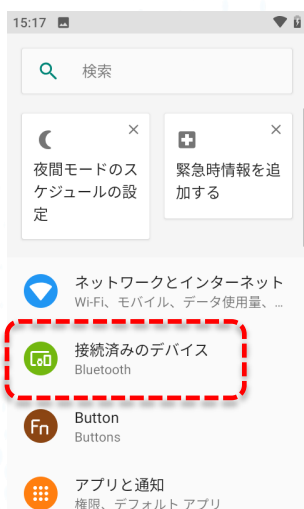 15:17
検索
夜間モードのス
ケジュールの設
定
緊急時情報を追
加する
ネットワークとインターネット
Wi-Fi、モバイル、データ使用量、...
接続済みのデバイス
Bluetooth
Fn
Button
Buttons
アプリと通知
権限、デフォルト アプリ